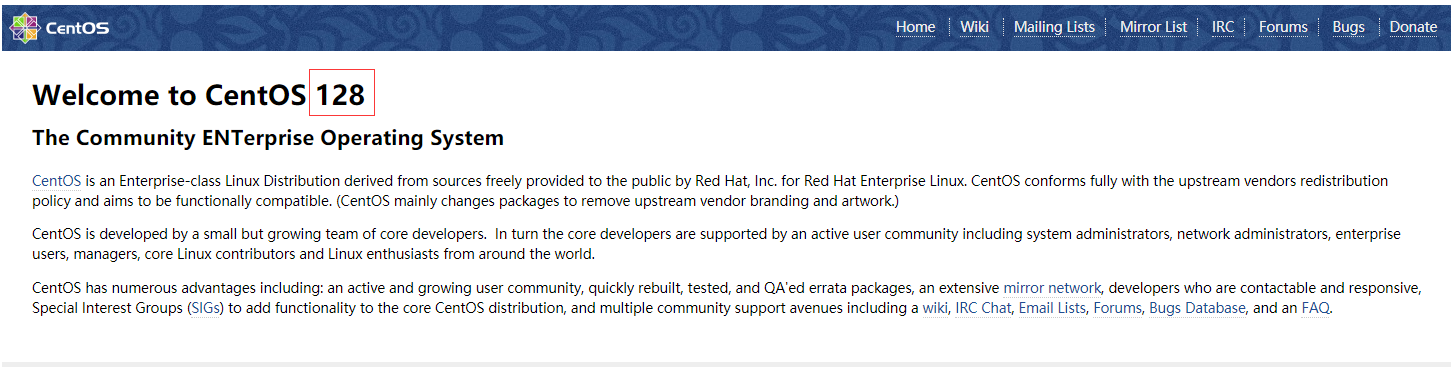 CentOS
Home Wiki Mailing Lists Mirror List IRC Forums Bugs Donate
Welcome to CentOS 128
The Community ENTerprise Operating System
CentOS is an Enterprise-class Linux Distribution derived from sources freely provided to the public by Red Hat, Inc. for Red Hat Enterprise Linux. CentOS conforms fully with the upstream vendors redistribution
policy and aims to be functionally compatible. (CentOS mainly changes packages to remove upstream vendor branding and artwork.)
CentOS is developed by a small but growing team of core developers.  In turn the core developers are supported by an active user community including system administrators, network administrators, enterprise
users, managers, core Linux contributors and Linux enthusiasts from around the world.
CentOS has numerous advantages including: an active and growing user community, quickly rebuilt, tested, and QA'ed errata packages, an extensive mirror network, developers who are contactable and responsive,
Special Interest Groups (SIGs) to add functionality to the core CentOS distribution, and multiple community support avenues including a wiki, IRC Chat, Email Lists, Forums, Bugs Database, and an FAQ.